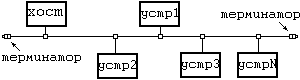 хост
устр1
терминатор
терминатор
устр2
устр3
устрN